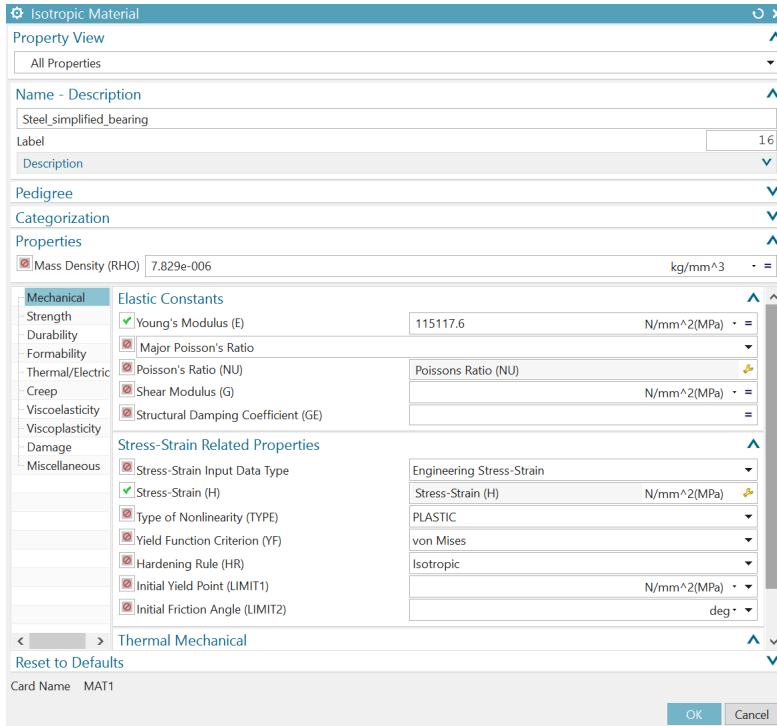 Isotropic Material
Property View
All Properties
Name - Description
Steel_simplified_bearing
Label 16
Description
Pedigree
Categorization
Properties
Mass Density (RHO) 7.829e-006 kg/mm^3 =
Mechanical
Strength
Durability
Formability
Thermal/Electric
Creep
Viscoelasticity
Viscoplasticity
Damage
Miscellaneous
Elastic Constants
Young's Modulus (E) 115117.6 N/mm^2(MPa) =
Major Poisson's Ratio
Poisson's Ratio (NU) Poissons Ratio (NU)
Shear Modulus (G) N/mm^2(MPa) =
Structural Damping Coefficient (GE) =
Stress-Strain Related Properties
Stress-Strain Input Data Type Engineering Stress-Strain
Stress-Strain (H) Stress-Strain (H) N/mm^2(MPa)
Type of Nonlinearity (TYPE) PLASTIC
Yield Function Criterion (YF) von Mises
Hardening Rule (HR) Isotropic
Initial Yield Point (LIMIT1) N/mm^2(MPa)
Initial Friction Angle (LIMIT2) deg
Thermal Mechanical
Reset to Defaults
Card Name MAT1
OK Cancel